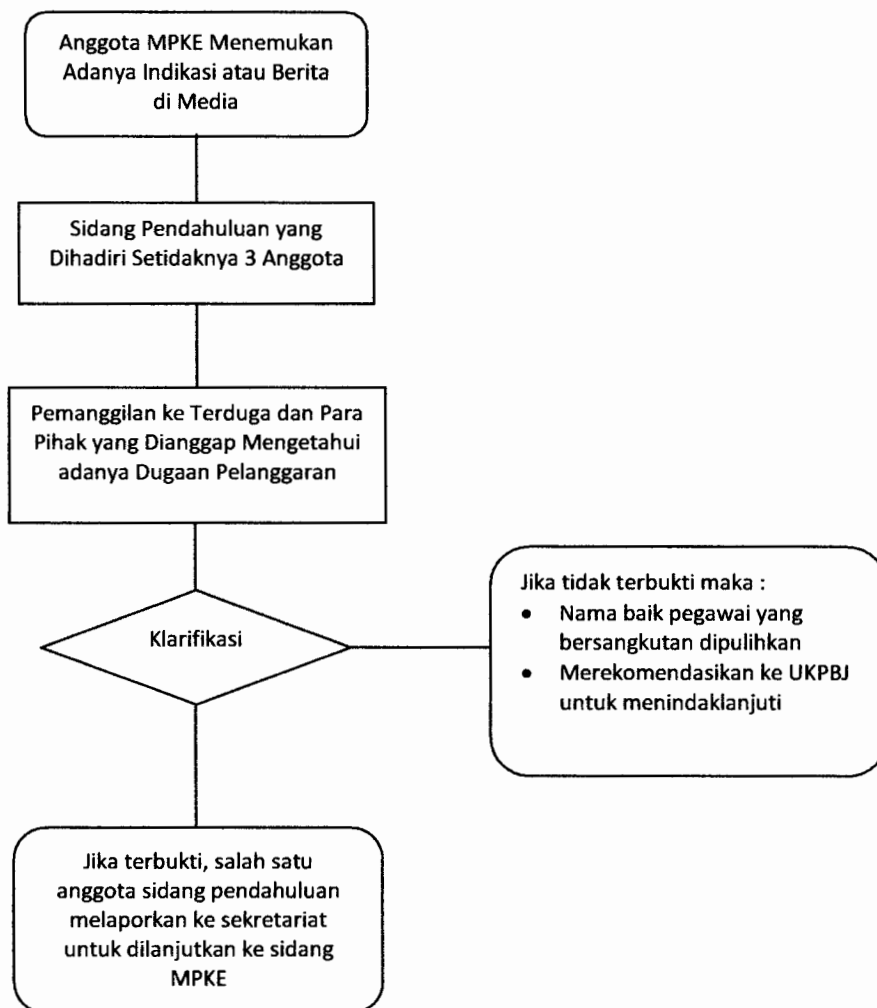 Anggota MPKE Menemukan
Adanya Indikasi atau Berita
di Media
Sidang Pendahuluan yang
Dihadiri Setidaknya 3 Anggota
Pemanggilan ke Terduga dan Para
Pihak yang Dianggap Mengetahui
adanya Dugaan Pelanggaran
Klarifikasi
Jika tidak terbukti maka :
• Nama baik pegawai yang
bersangkutan dipulihkan
• Merekomendasikan ke UKPBJ
untuk menindaklanjuti
Jika terbukti, salah satu
anggota sidang pendahuluan
melaporkan ke sekretariat
untuk dilanjutkan ke sidang
MPKE